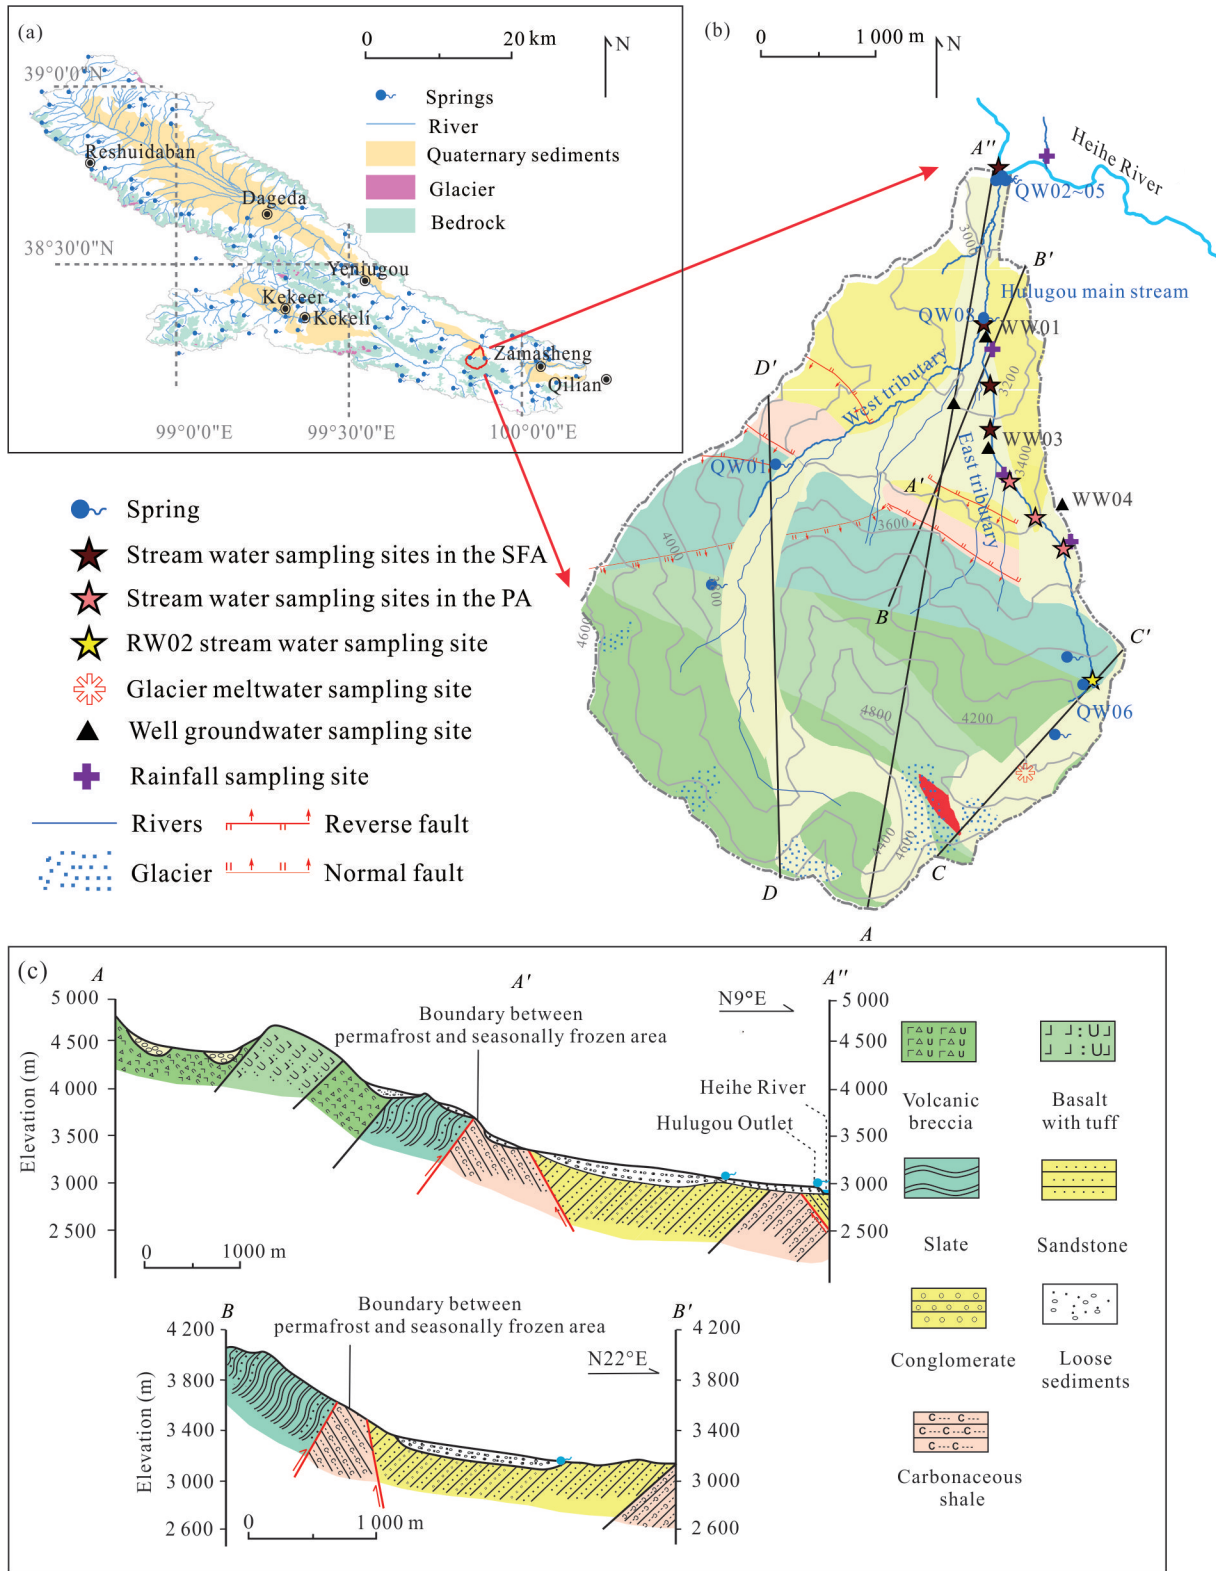 (a)
0
20 km
N
39°0'0"N
38°30'0"N
99°0'0"E
99°30'0"E
100°0'0"E
Reshuidaban
Dageda
Yeniugou
Kekeer
Kekeli
Zamasheng
Qilian
Springs
River
Quaternary sediments
Glacier
Bedrock
(b)
0
1 000 m
N
A''
Heihe River
QW02~05
3000
B'
Hulugou main stream
QW08
WW01
D'
West tributary
3200
WW03
QW01
East tributary
3400
A'
WW04
3600
4000
3900
4600
B
C'
4800
4200
QW06
4400
4600
C
D
A
Spring
Stream water sampling sites in the SFA
Stream water sampling sites in the PA
RW02 stream water sampling site
Glacier meltwater sampling site
Well groundwater sampling site
Rainfall sampling site
Rivers
Reverse fault
Glacier
Normal fault
(c)
A
A'
A''
5 000
4 500
4 000
3 500
3 000
2 500
Elevation (m)
Boundary between
permafrost and seasonally frozen area
N9°E
Heihe River
Hulugou Outlet
5 000
4 500
4 000
3 500
3 000
2 500
0
1000 m
B
B'
4 200
3 800
3 400
3 000
2 600
Elevation (m)
Boundary between
permafrost and seasonally frozen area
N22°E
4 200
3 800
3 400
3 000
2 600
0
1 000 m
Volcanic
breccia
Basalt
with tuff
Slate
Sandstone
Conglomerate
Loose
sediments
Carbonaceous
shale